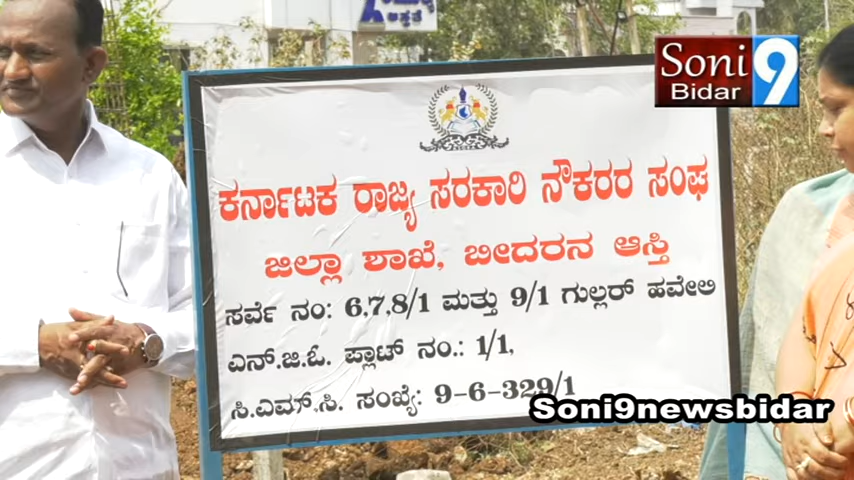 Soni 9
Bidar
ಕರ್ನಾಟಕ ರಾಜ್ಯ ಸರಕಾರಿ ನೌಕರರ ಸಂಘ
ಜಿಲ್ಲಾ ಶಾಖೆ, ಬೀದರನ ಆಸ್ತಿ
ಸರ್ವೆ ನಂ: 6,7,8/1 ಮತ್ತು 9/1 ಗುಲ್ಲರ್ ಹವೇಲಿ
ಎನ್.ಜಿ.ಓ. ಪ್ಲಾಟ್ ನಂ.: 1/1,
ಸಿ.ಎಮ್.ಸಿ. ಸಂಖ್ಯೆ: 9-6-329/1
Soni9newsbidar